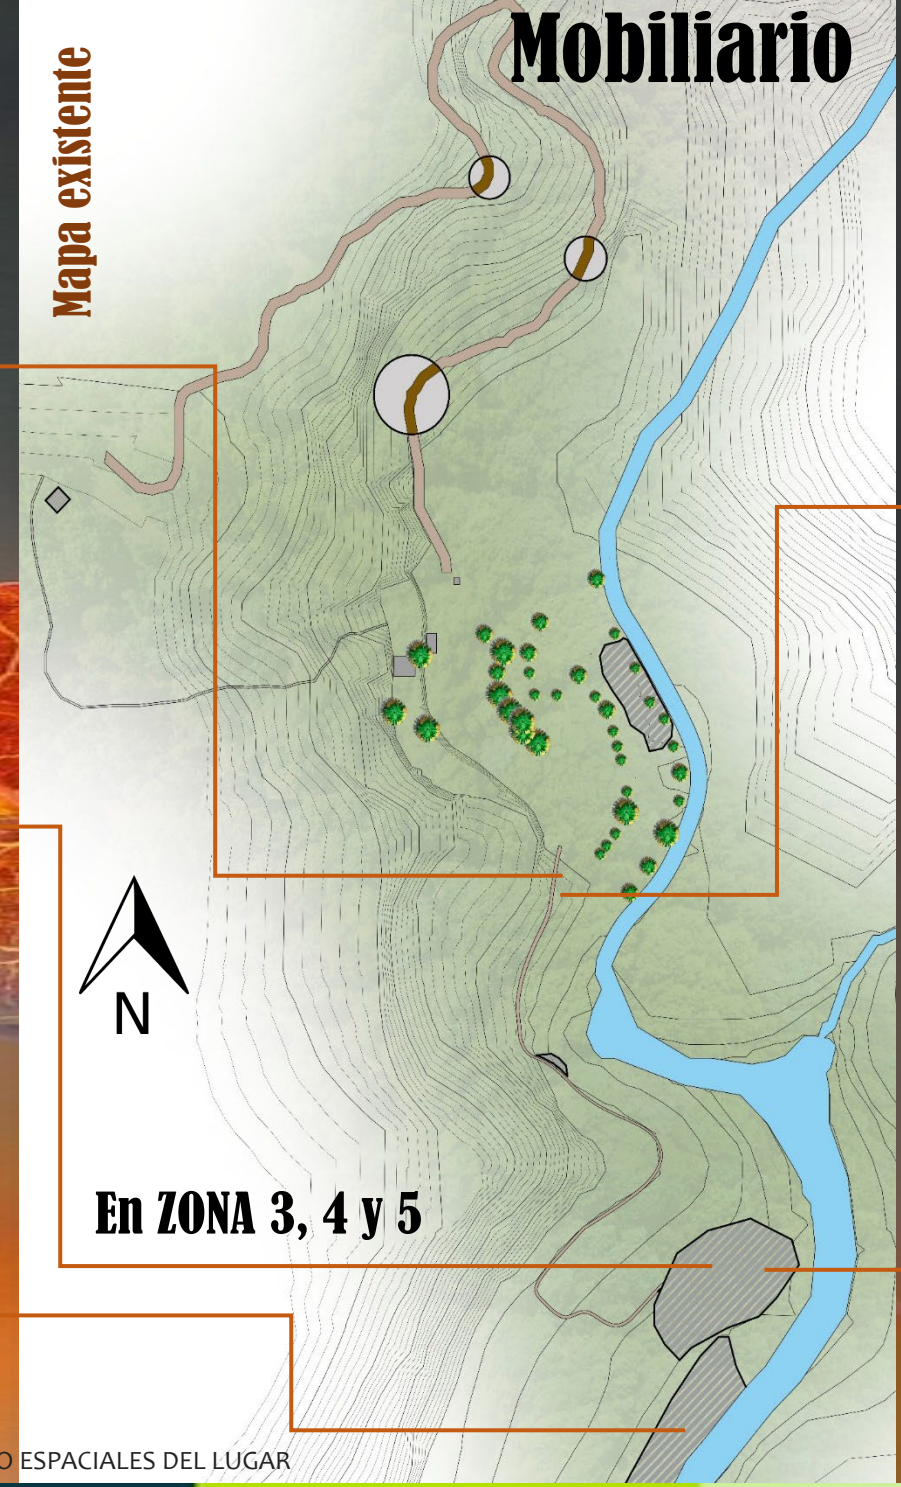 Mobiliario
Mapa existente
N
En ZONA 3, 4 y 5
O ESPACIALES DEL LUGAR